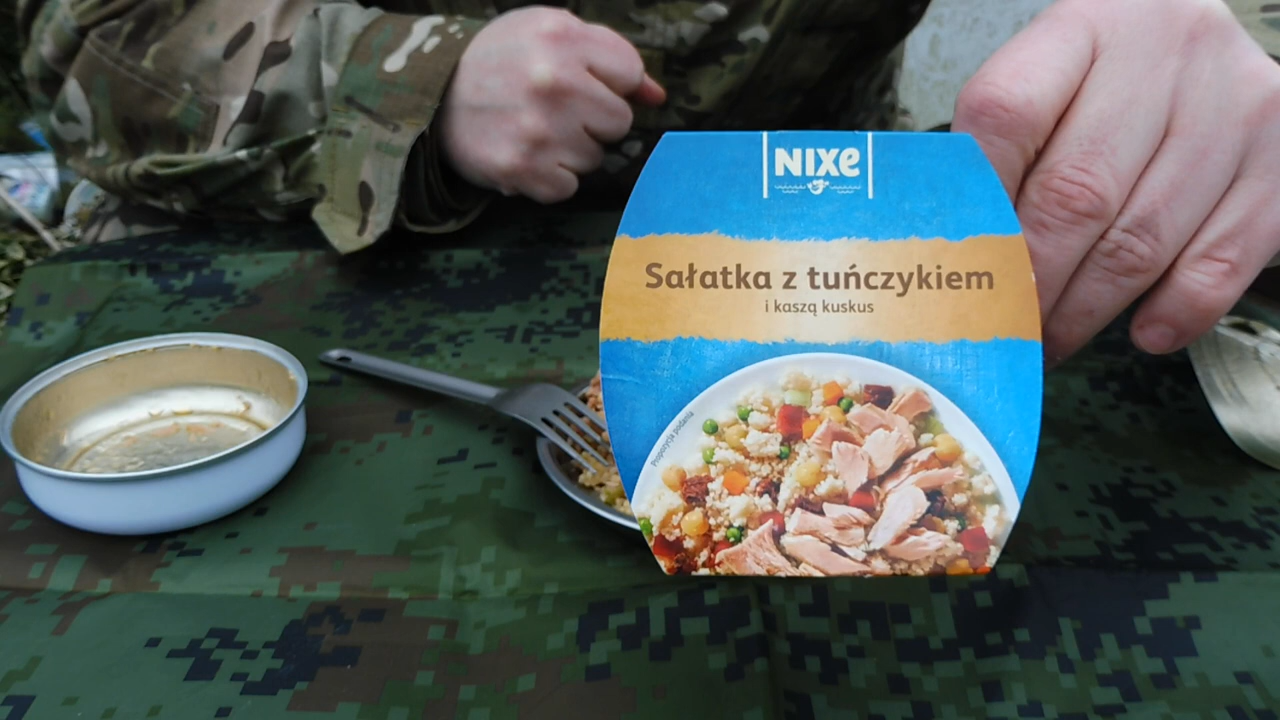 NIXE
Sałatka z tuńczykiem
i kaszą kuskus
Propozycja podania